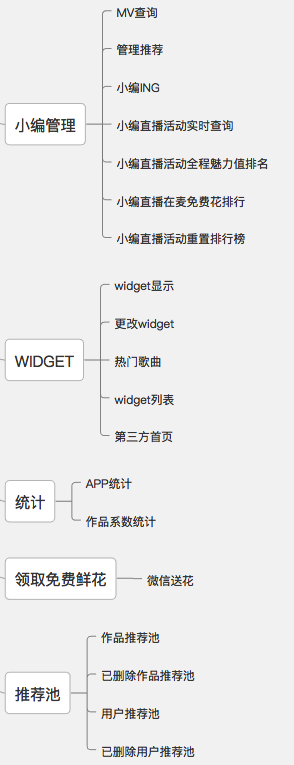 小编管理
MV查询
管理推荐
小编ING
小编直播活动实时查询
小编直播活动全程魅力值排名
小编直播在麦免费花排行
小编直播活动重置排行榜
WIDGET
widget显示
更改widget
热门歌曲
widget列表
第三方首页
统计
APP统计
作品系数统计
领取免费鲜花
微信送花
推荐池
作品推荐池
已删除作品推荐池
用户推荐池
已删除用户推荐池